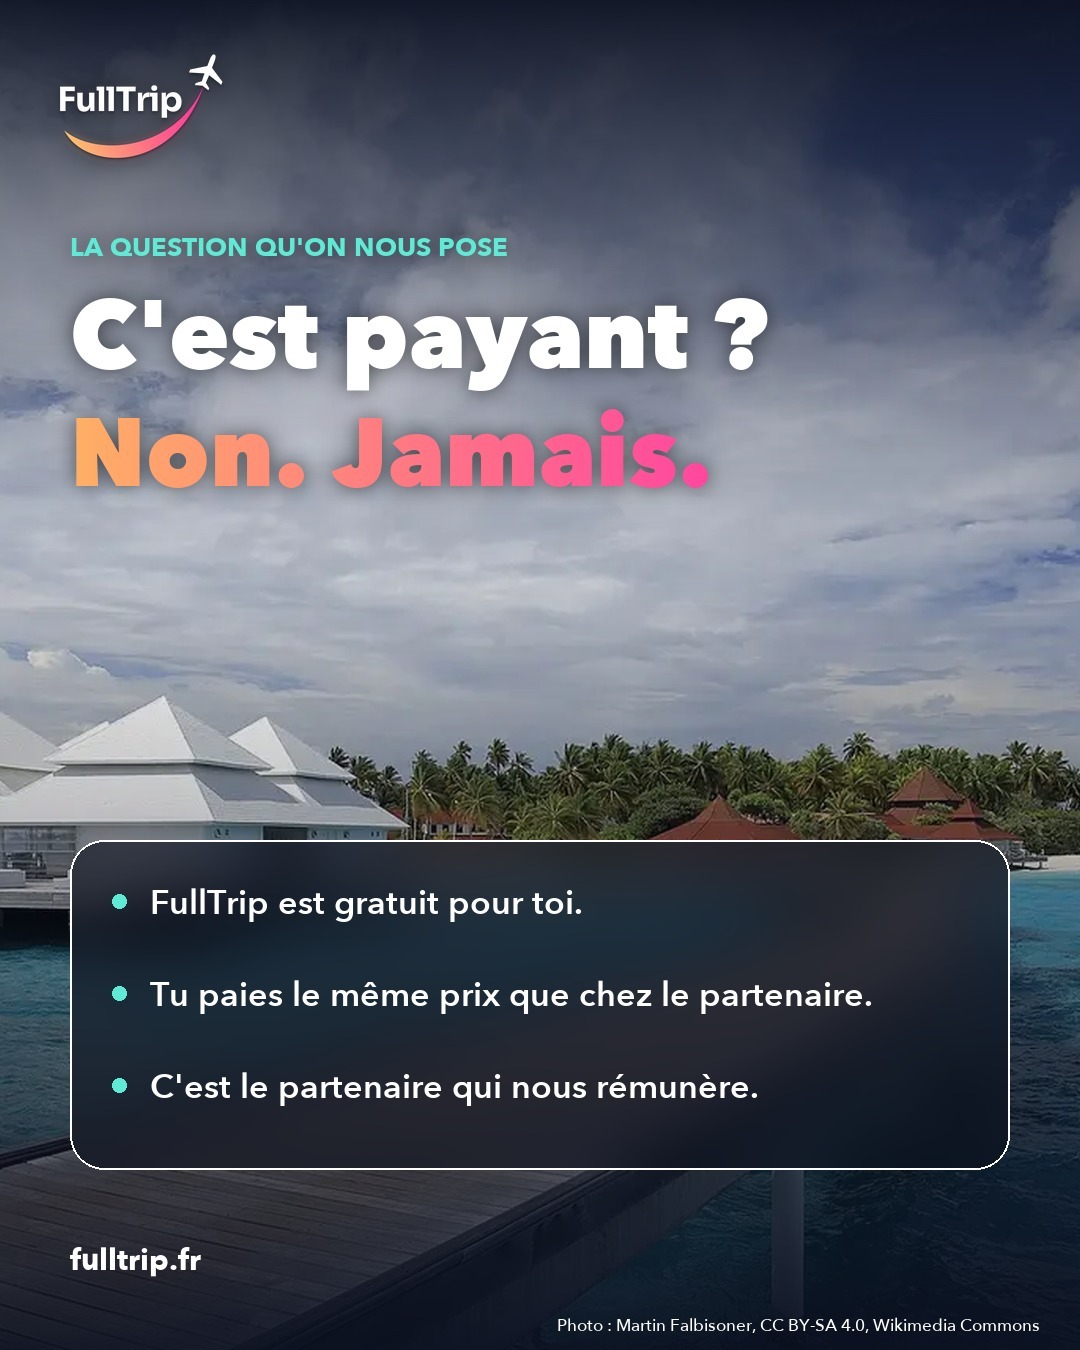 FullTrip
LA QUESTION QU'ON NOUS POSE
C'est payant ?
Non. Jamais.
FullTrip est gratuit pour toi.
Tu paies le même prix que chez le partenaire.
C'est le partenaire qui nous rémunère.
fulltrip.fr
Photo : Martin Falbisoner, CC BY-SA 4.0, Wikimedia Commons